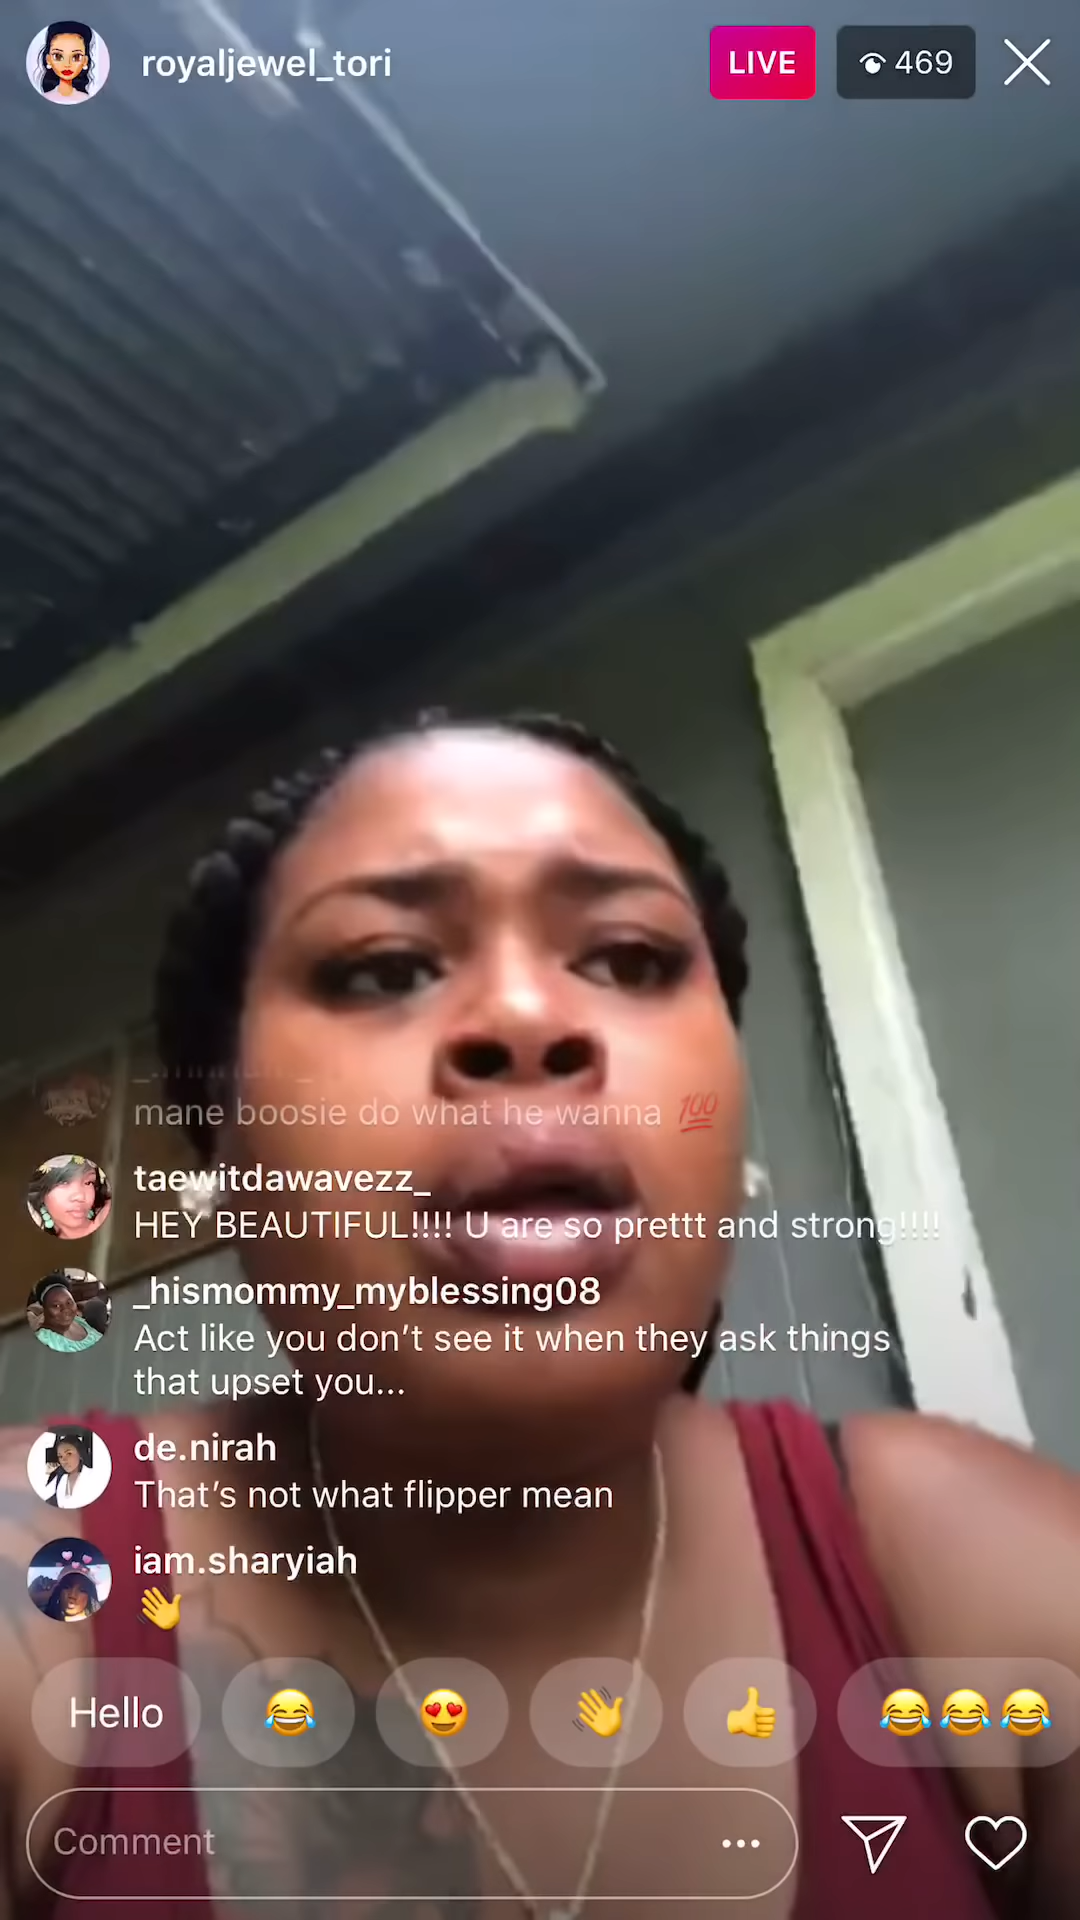 royaljewel_tori
LIVE
469
mane boosie do what he wanna 💯
taewitdawavezz_
HEY BEAUTIFUL!!!! U are so prettt and strong!!!!
_hismommy_myblessing08
Act like you don’t see it when they ask things
that upset you...
de.nirah
That’s not what flipper mean
iam.sharyiah
👋
Hello 😂 😍 👋 👍 😂😂😂
Comment